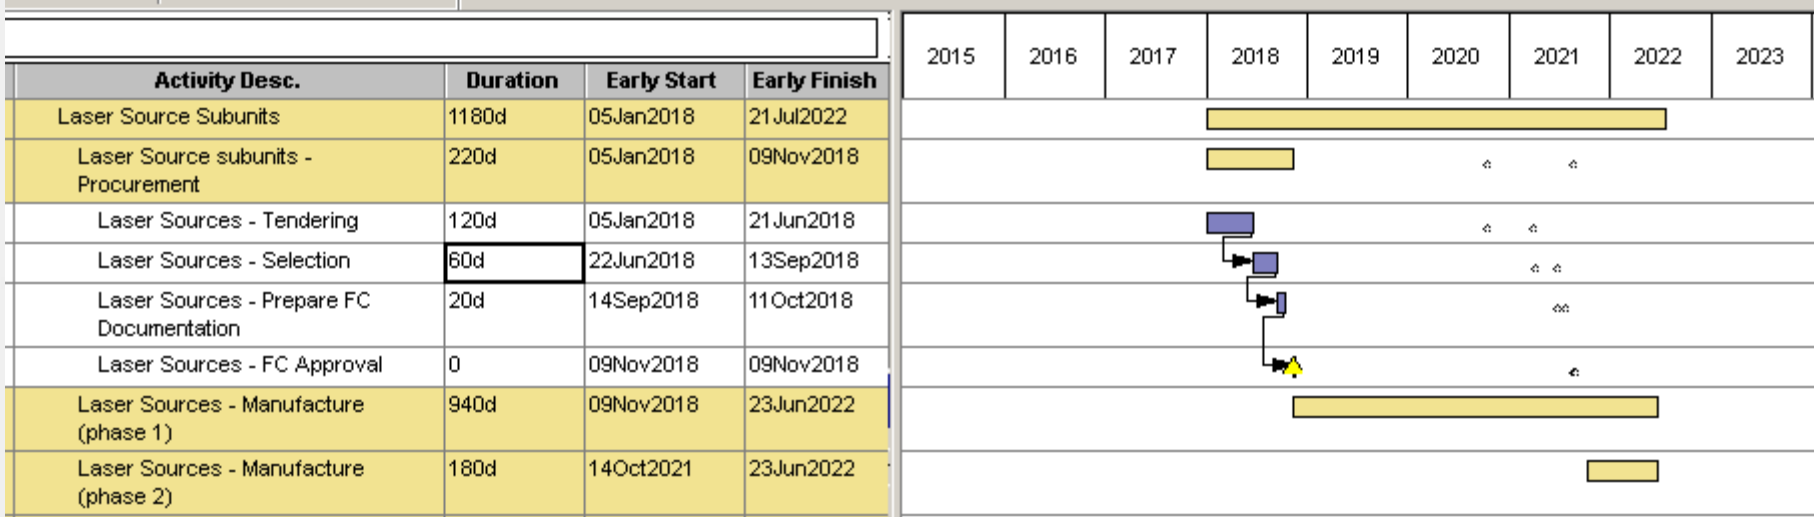 2015 2016 2017 2018 2019 2020 2021 2022 2023
Activity Desc. Duration Early Start Early Finish
Laser Source Subunits 1180d 05Jan2018 21Jul2022
Laser Source subunits - 220d 05Jan2018 09Nov2018
Procurement
Laser Sources - Tendering 120d 05Jan2018 21Jun2018
Laser Sources - Selection 60d 22Jun2018 13Sep2018
Laser Sources - Prepare FC 20d 14Sep2018 11Oct2018
Documentation
Laser Sources - FC Approval 0 09Nov2018 09Nov2018
Laser Sources - Manufacture 940d 09Nov2018 23Jun2022
(phase 1)
Laser Sources - Manufacture 180d 14Oct2021 23Jun2022
(phase 2)